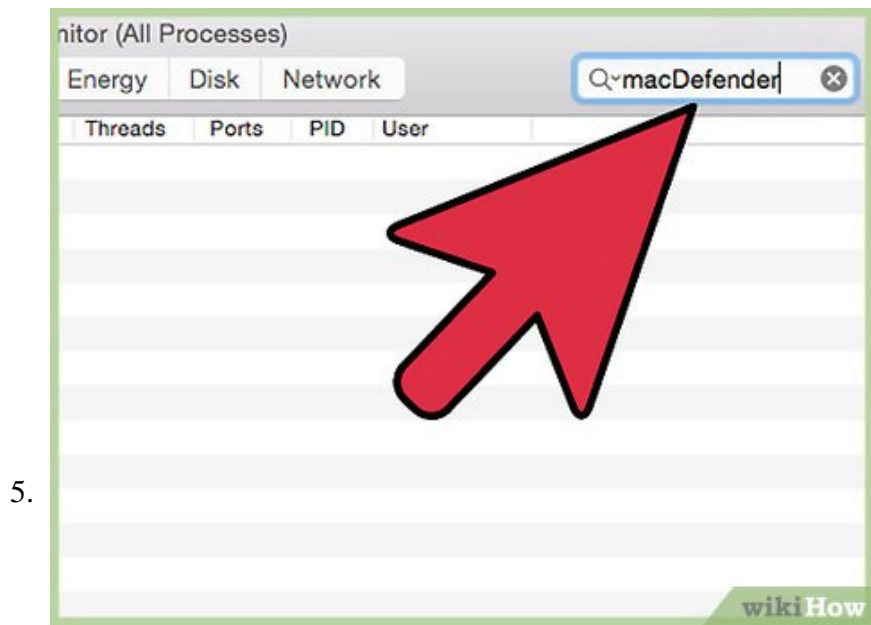 nitor (All Processes)
Energy Disk Network macDefender
Threads Ports PID User
5.
wikiHow